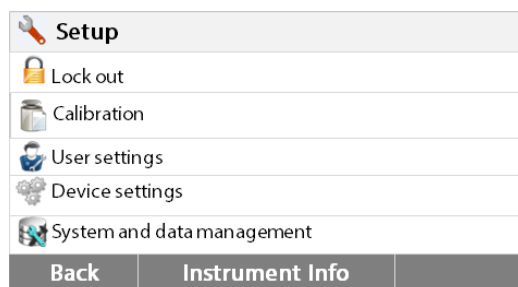 Setup
Lock out
Calibration
User settings
Device settings
System and data management
Back Instrument Info